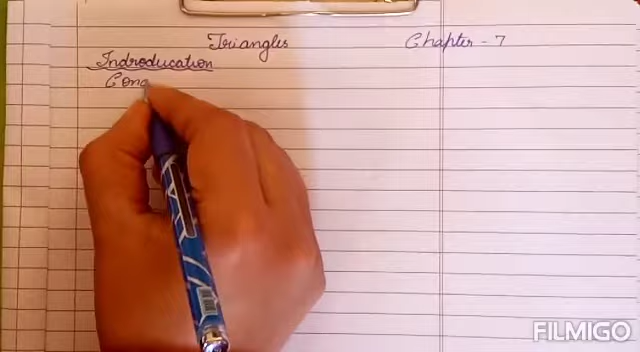 Triangles Chapter - 7
Indroducation
Cong
FILMIGO